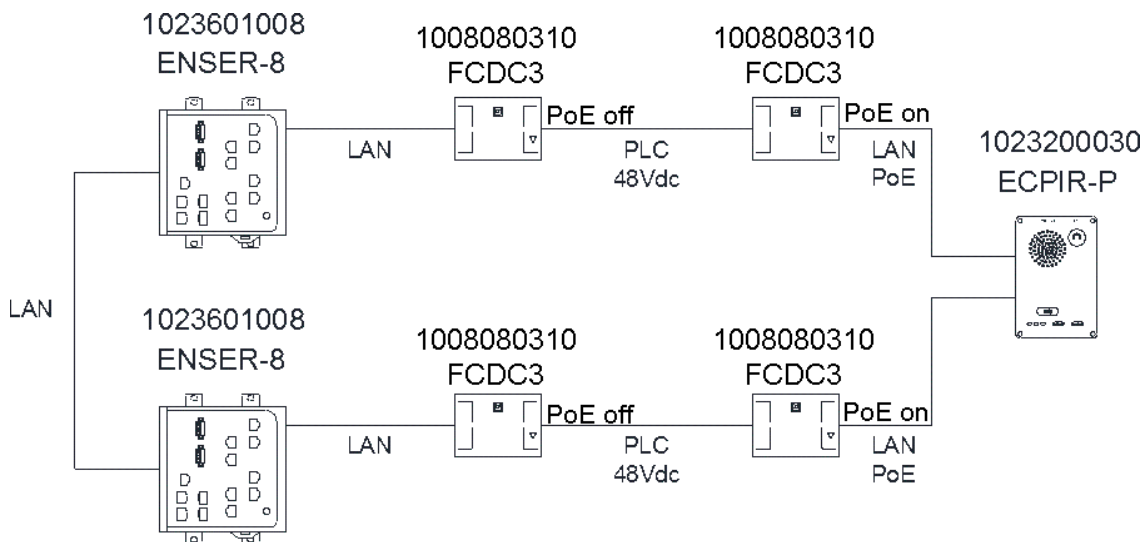 1023601008
ENSER-8
1008080310
FCDC3
1008080310
FCDC3
PoE off
PoE on
LAN
PLC
48Vdc
LAN
PoE
1023200030
ECPIR-P
LAN
1023601008
ENSER-8
1008080310
FCDC3
1008080310
FCDC3
PoE off
PoE on
LAN
PLC
48Vdc
LAN
PoE